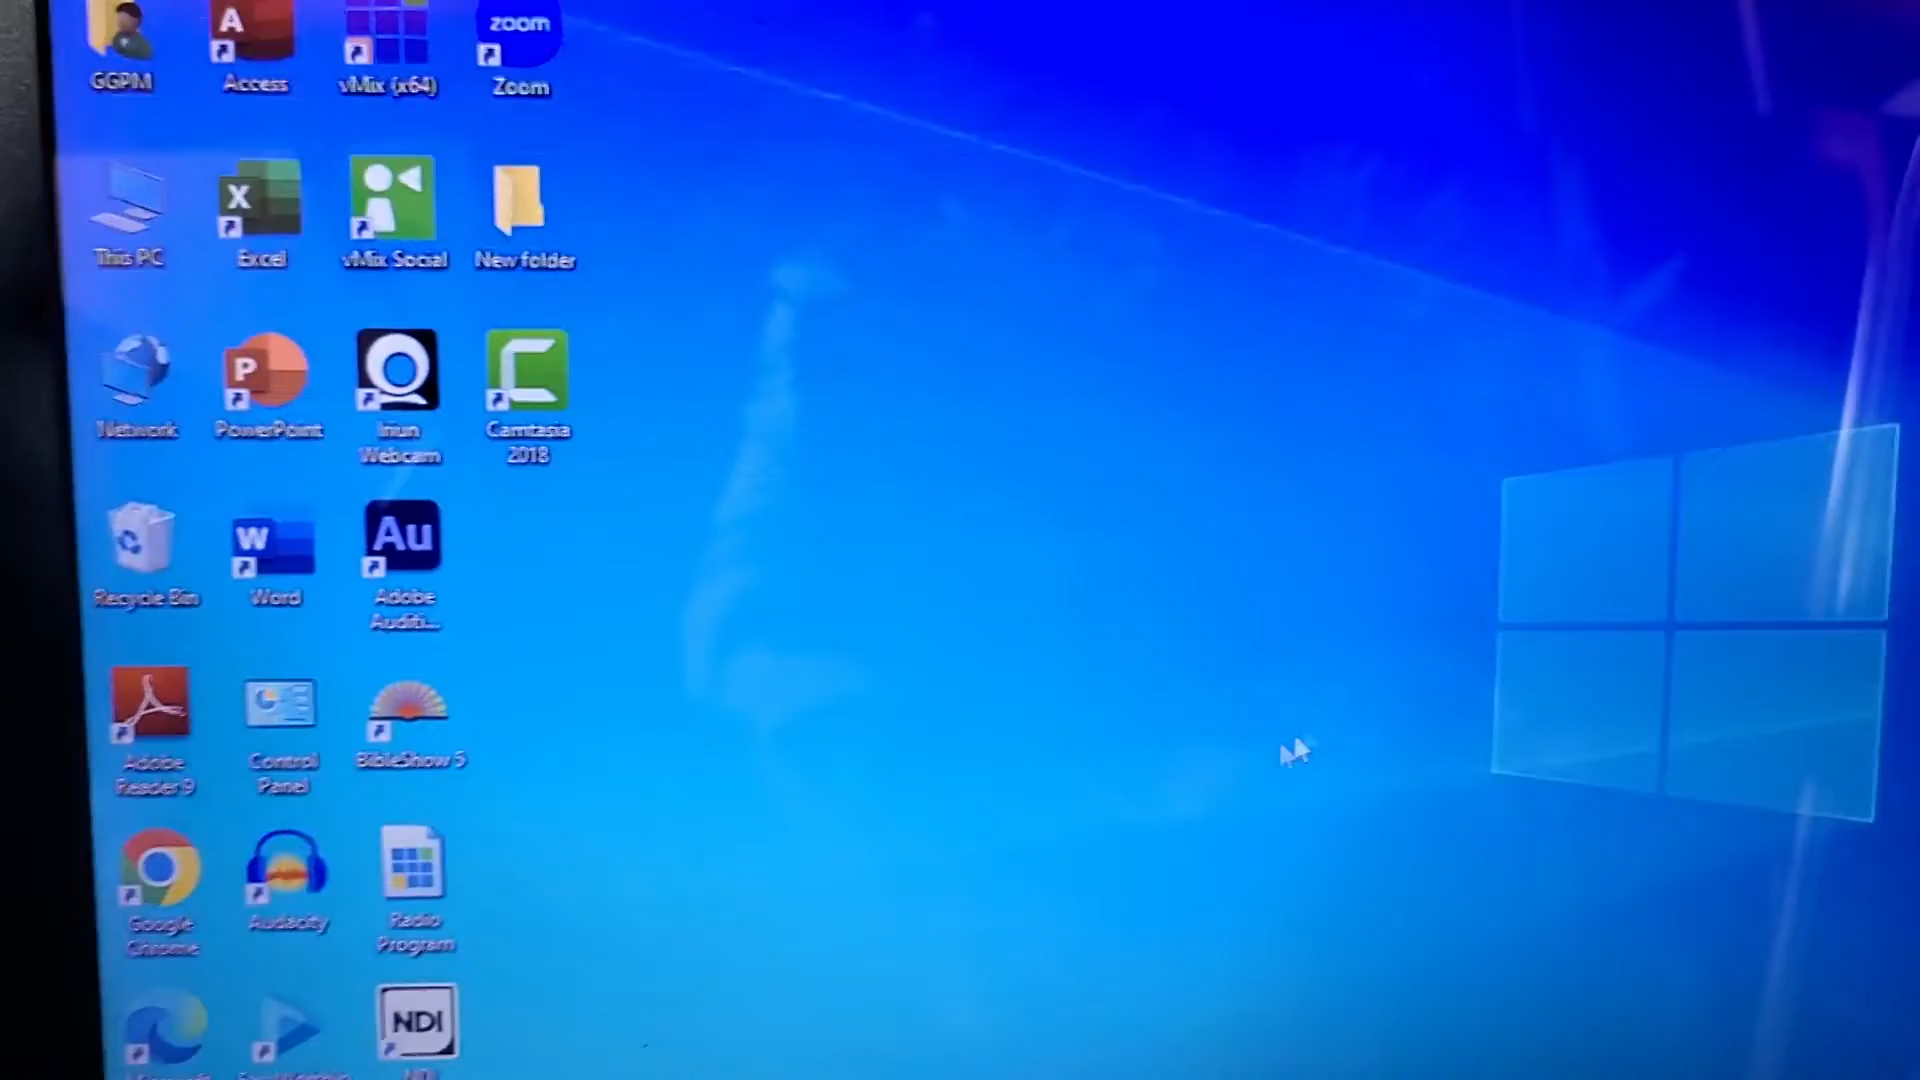 zoom
GGPM
Access
vMix (x64)
Zoom
This PC
Excel
vMix Social
New folder
Network
PowerPoint
Iriun
Webcam
Camtasia
2018
Recycle Bin
Word
Au
Adobe
Auditi...
Adobe
Reader 9
Control
Panel
BibleShow 5
Google
Chrome
Audacity
Radio
Program
NDI